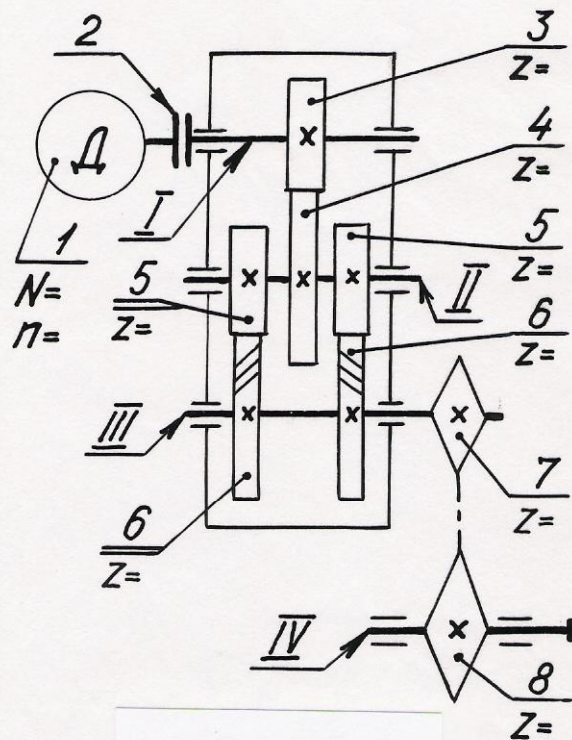 2
3
Z=
Д
4
Z=
I
1
N=
n=
5
Z=
5
Z=
II
6
Z=
III
7
Z=
6
Z=
IV
8
Z=